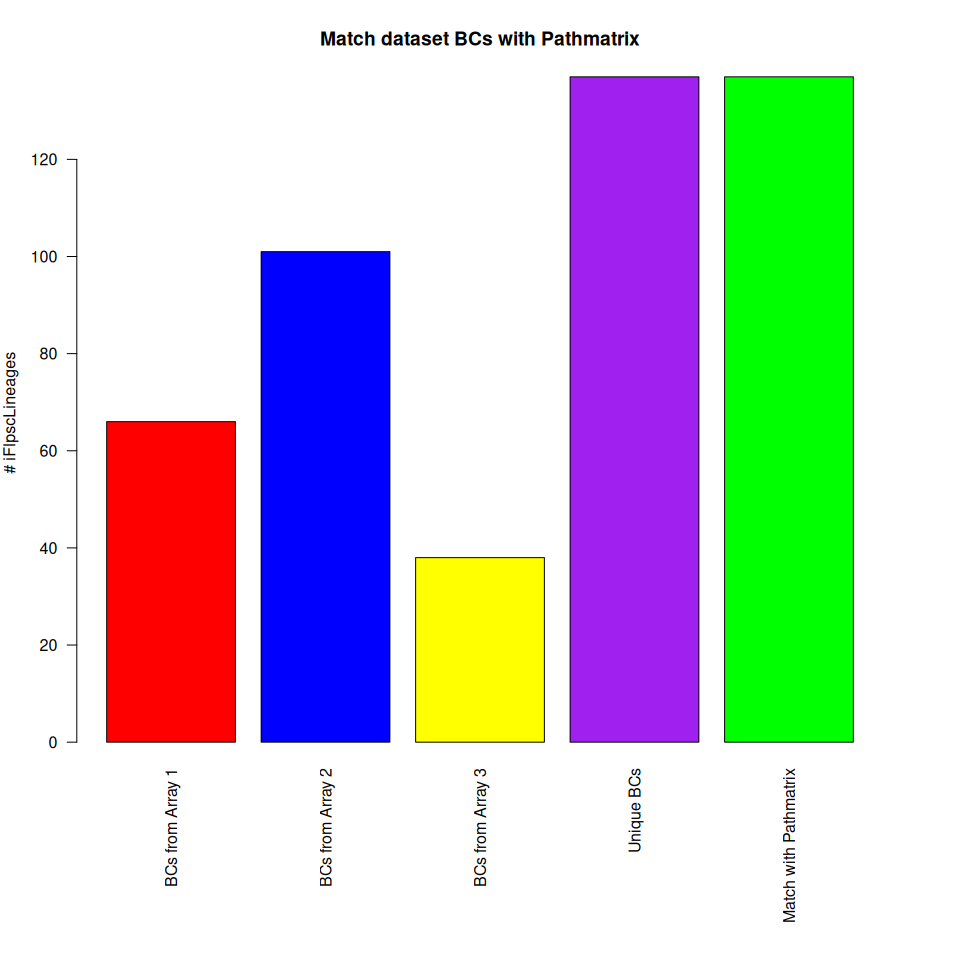 Match dataset BCs with Pathmatrix
# iFlpscLineages
120
100
80
60
40
20
0
BCs from Array 1
BCs from Array 2
BCs from Array 3
Unique BCs
Match with Pathmatrix